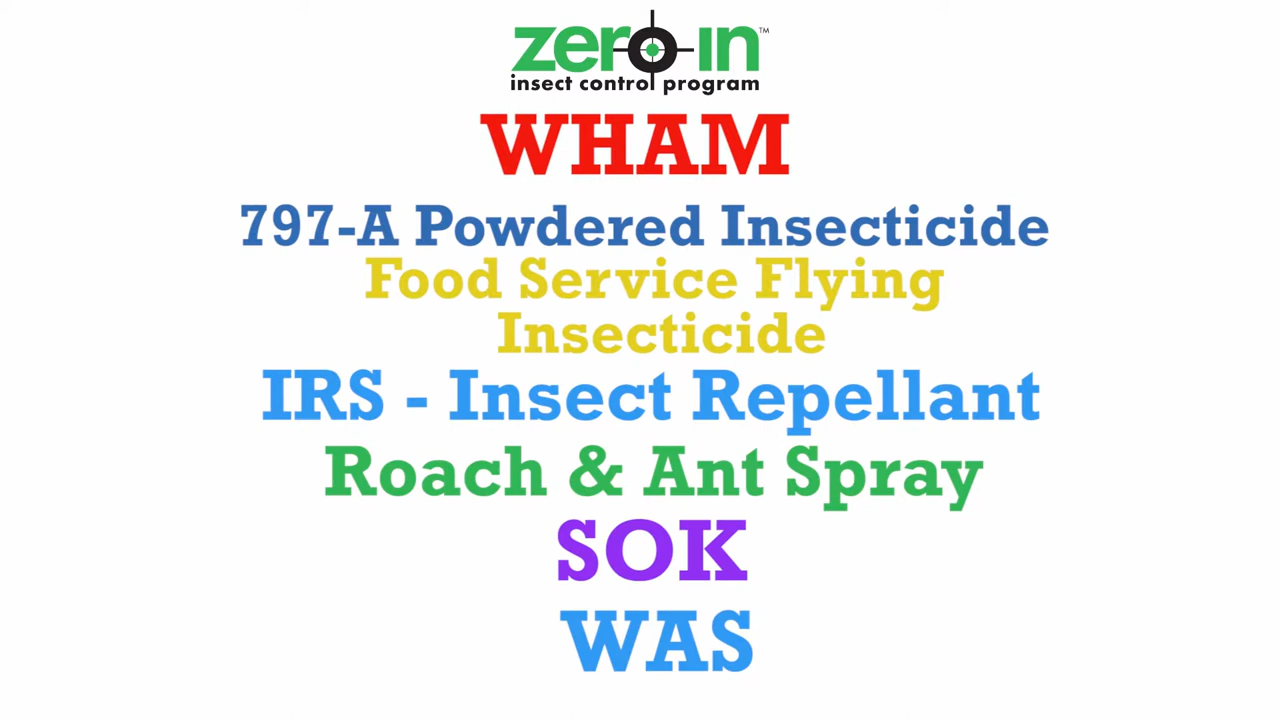 zero in™
insect control program
WHAM
797-A Powdered Insecticide
Food Service Flying
Insecticide
IRS - Insect Repellant
Roach & Ant Spray
SOK
WAS